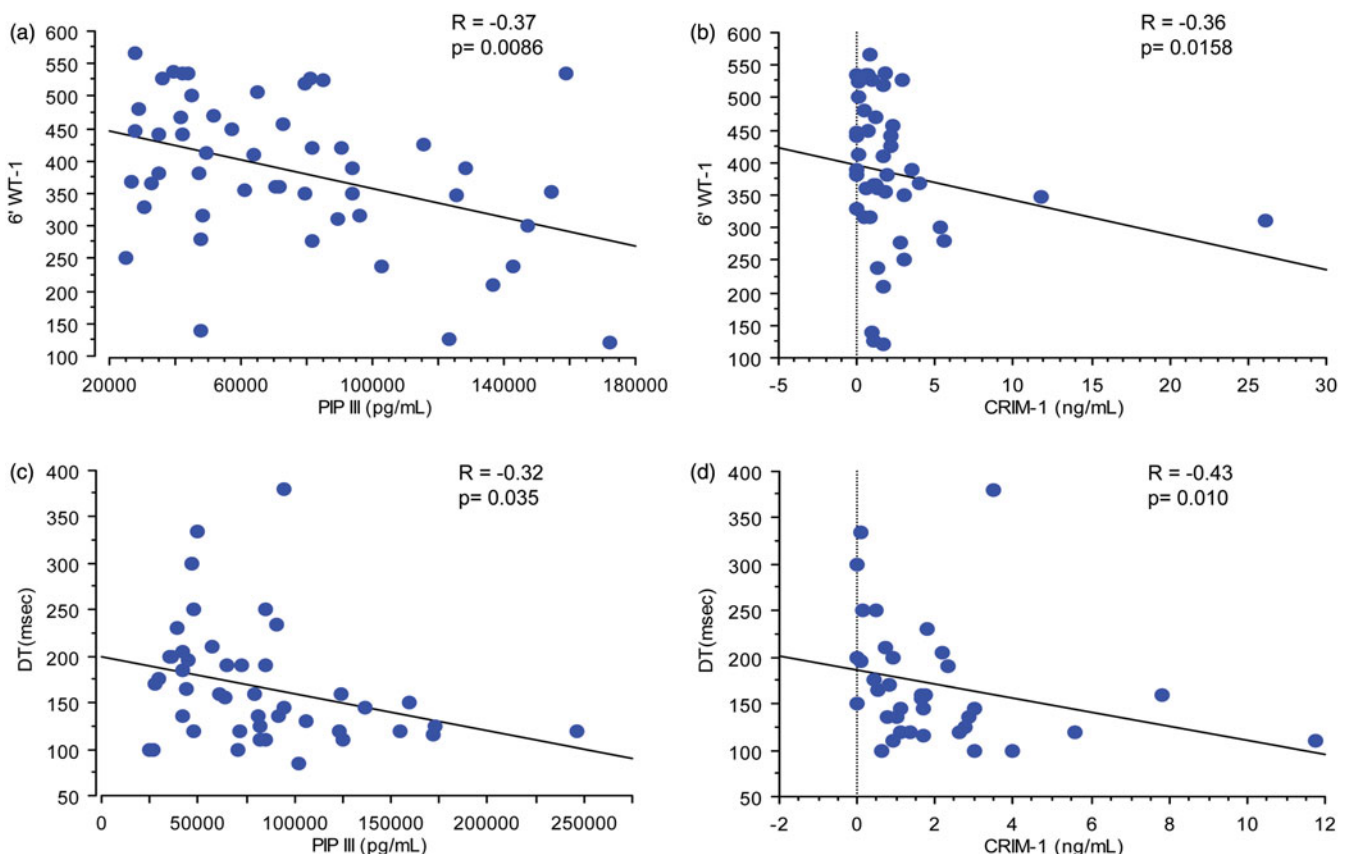 (a)
R = -0.37
p= 0.0086
600
550
500
450
400
350
300
250
200
150
100
6' WT-1
20000 60000 100000 140000 180000
PIP III (pg/mL)
(b)
R = -0.36
p= 0.0158
600
550
500
450
400
350
300
250
200
150
100
6' WT-1
-5 0 5 10 15 20 25 30
CRIM-1 (ng/mL)
(c)
R = -0.32
p= 0.035
400
350
300
250
200
150
100
50
DT(msec)
0 50000 100000 150000 200000 250000
PIP III (pg/mL)
(d)
R = -0.43
p= 0.010
400
350
300
250
200
150
100
50
DT(msec)
-2 0 2 4 6 8 10 12
CRIM-1 (ng/mL)